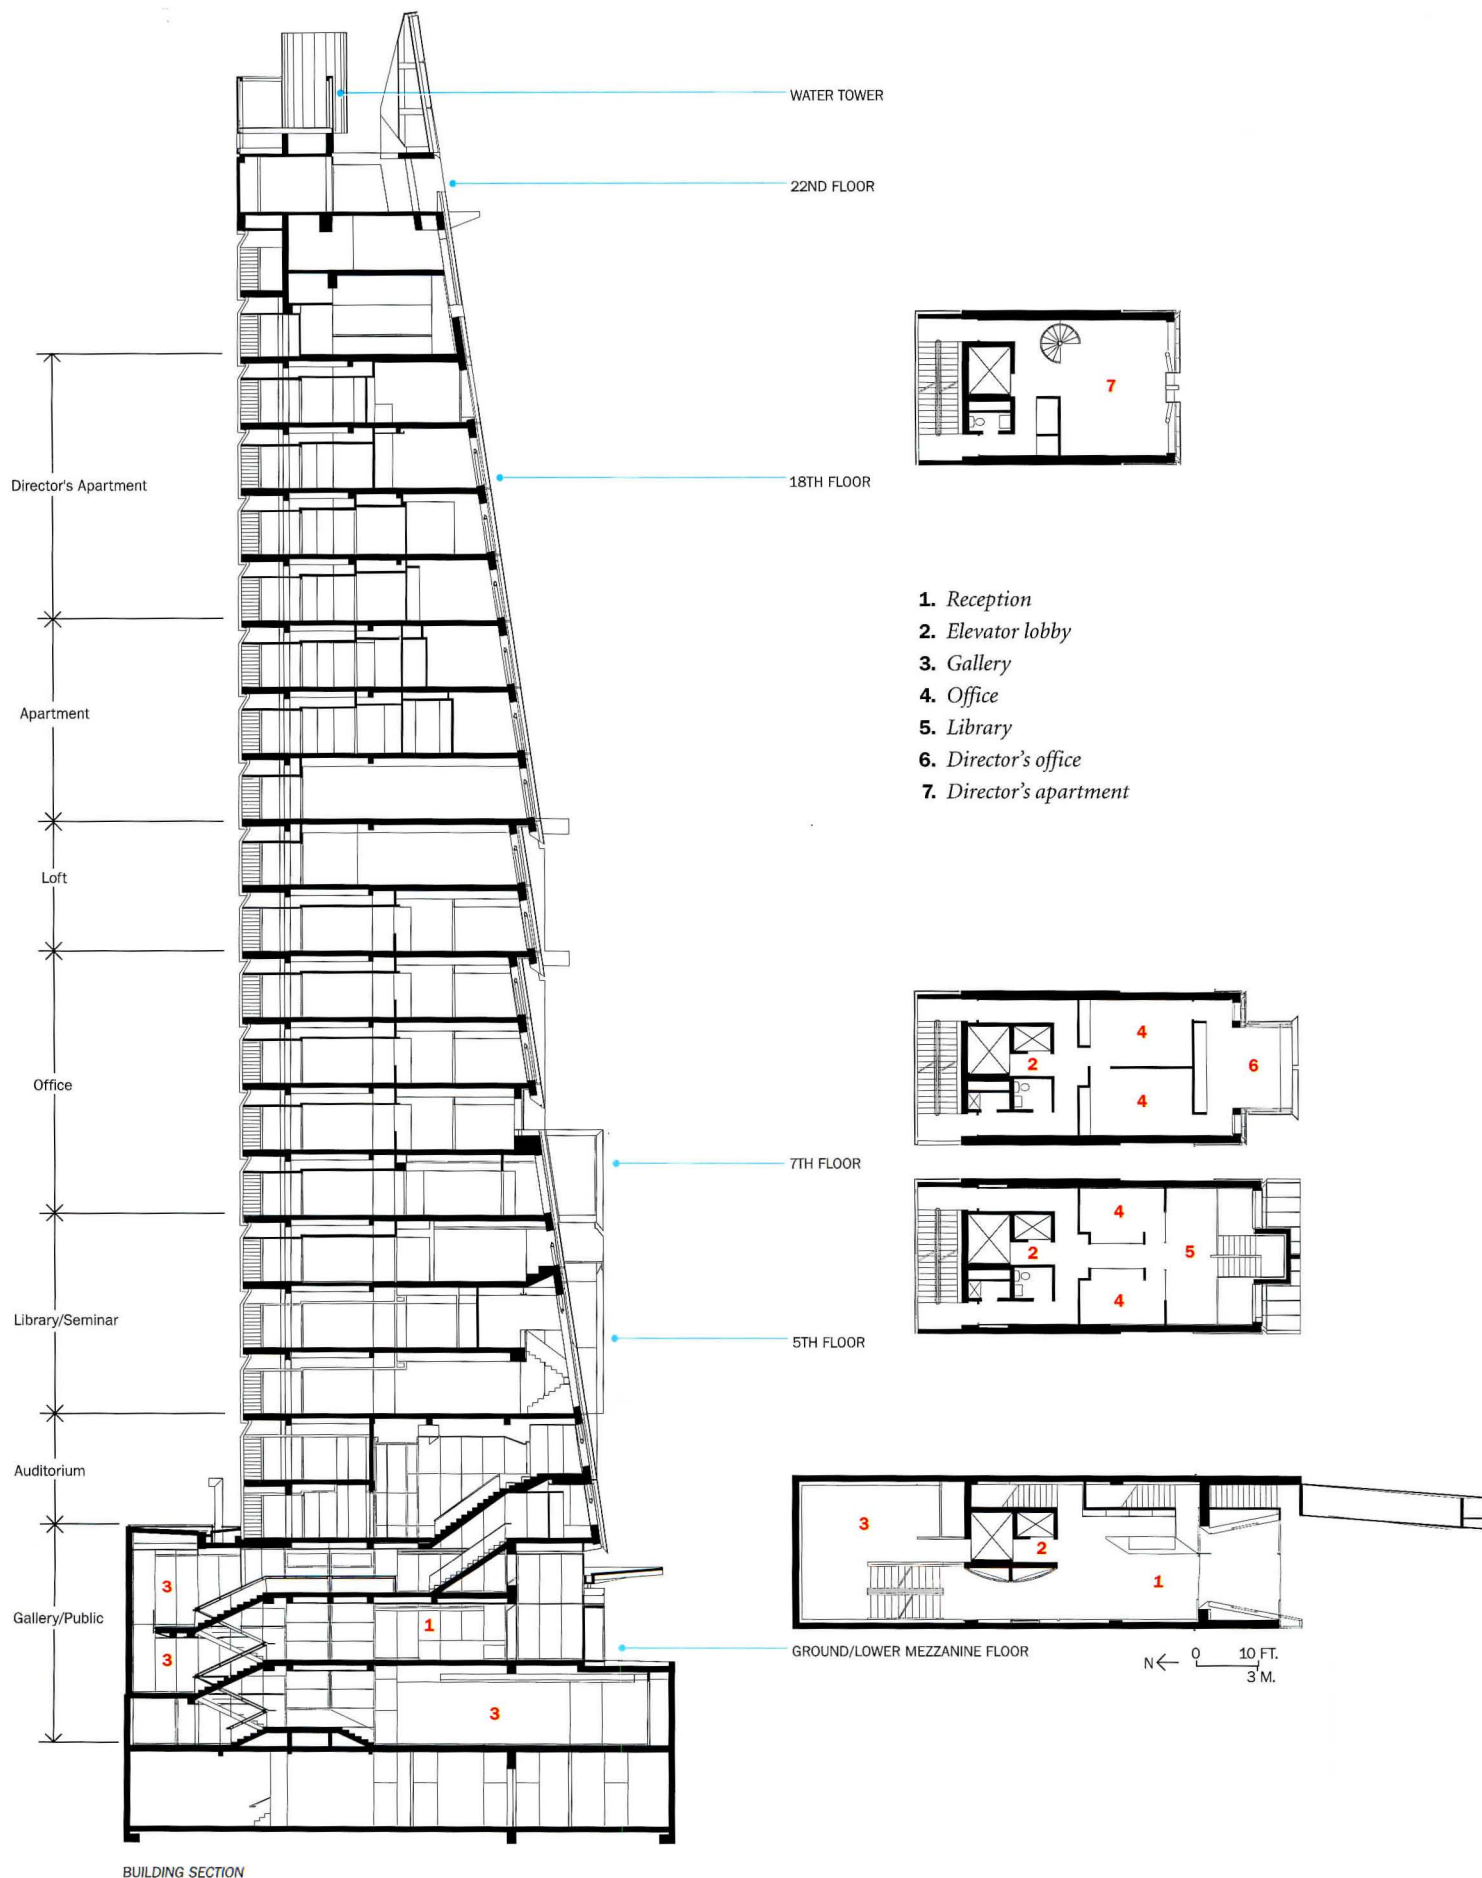 WATER TOWER
22ND FLOOR
7
Director's Apartment
18TH FLOOR
1. Reception
2. Elevator lobby
3. Gallery
4. Office
5. Library
6. Director's office
7. Director's apartment
Apartment
Loft
Office
4
2
6
4
7TH FLOOR
4
2
5
4
Library/Seminar
5TH FLOOR
Auditorium
3
2
1
3
Gallery/Public
1
3
GROUND/LOWER MEZZANINE FLOOR
N
0 10 FT.
3 M.
3
BUILDING SECTION